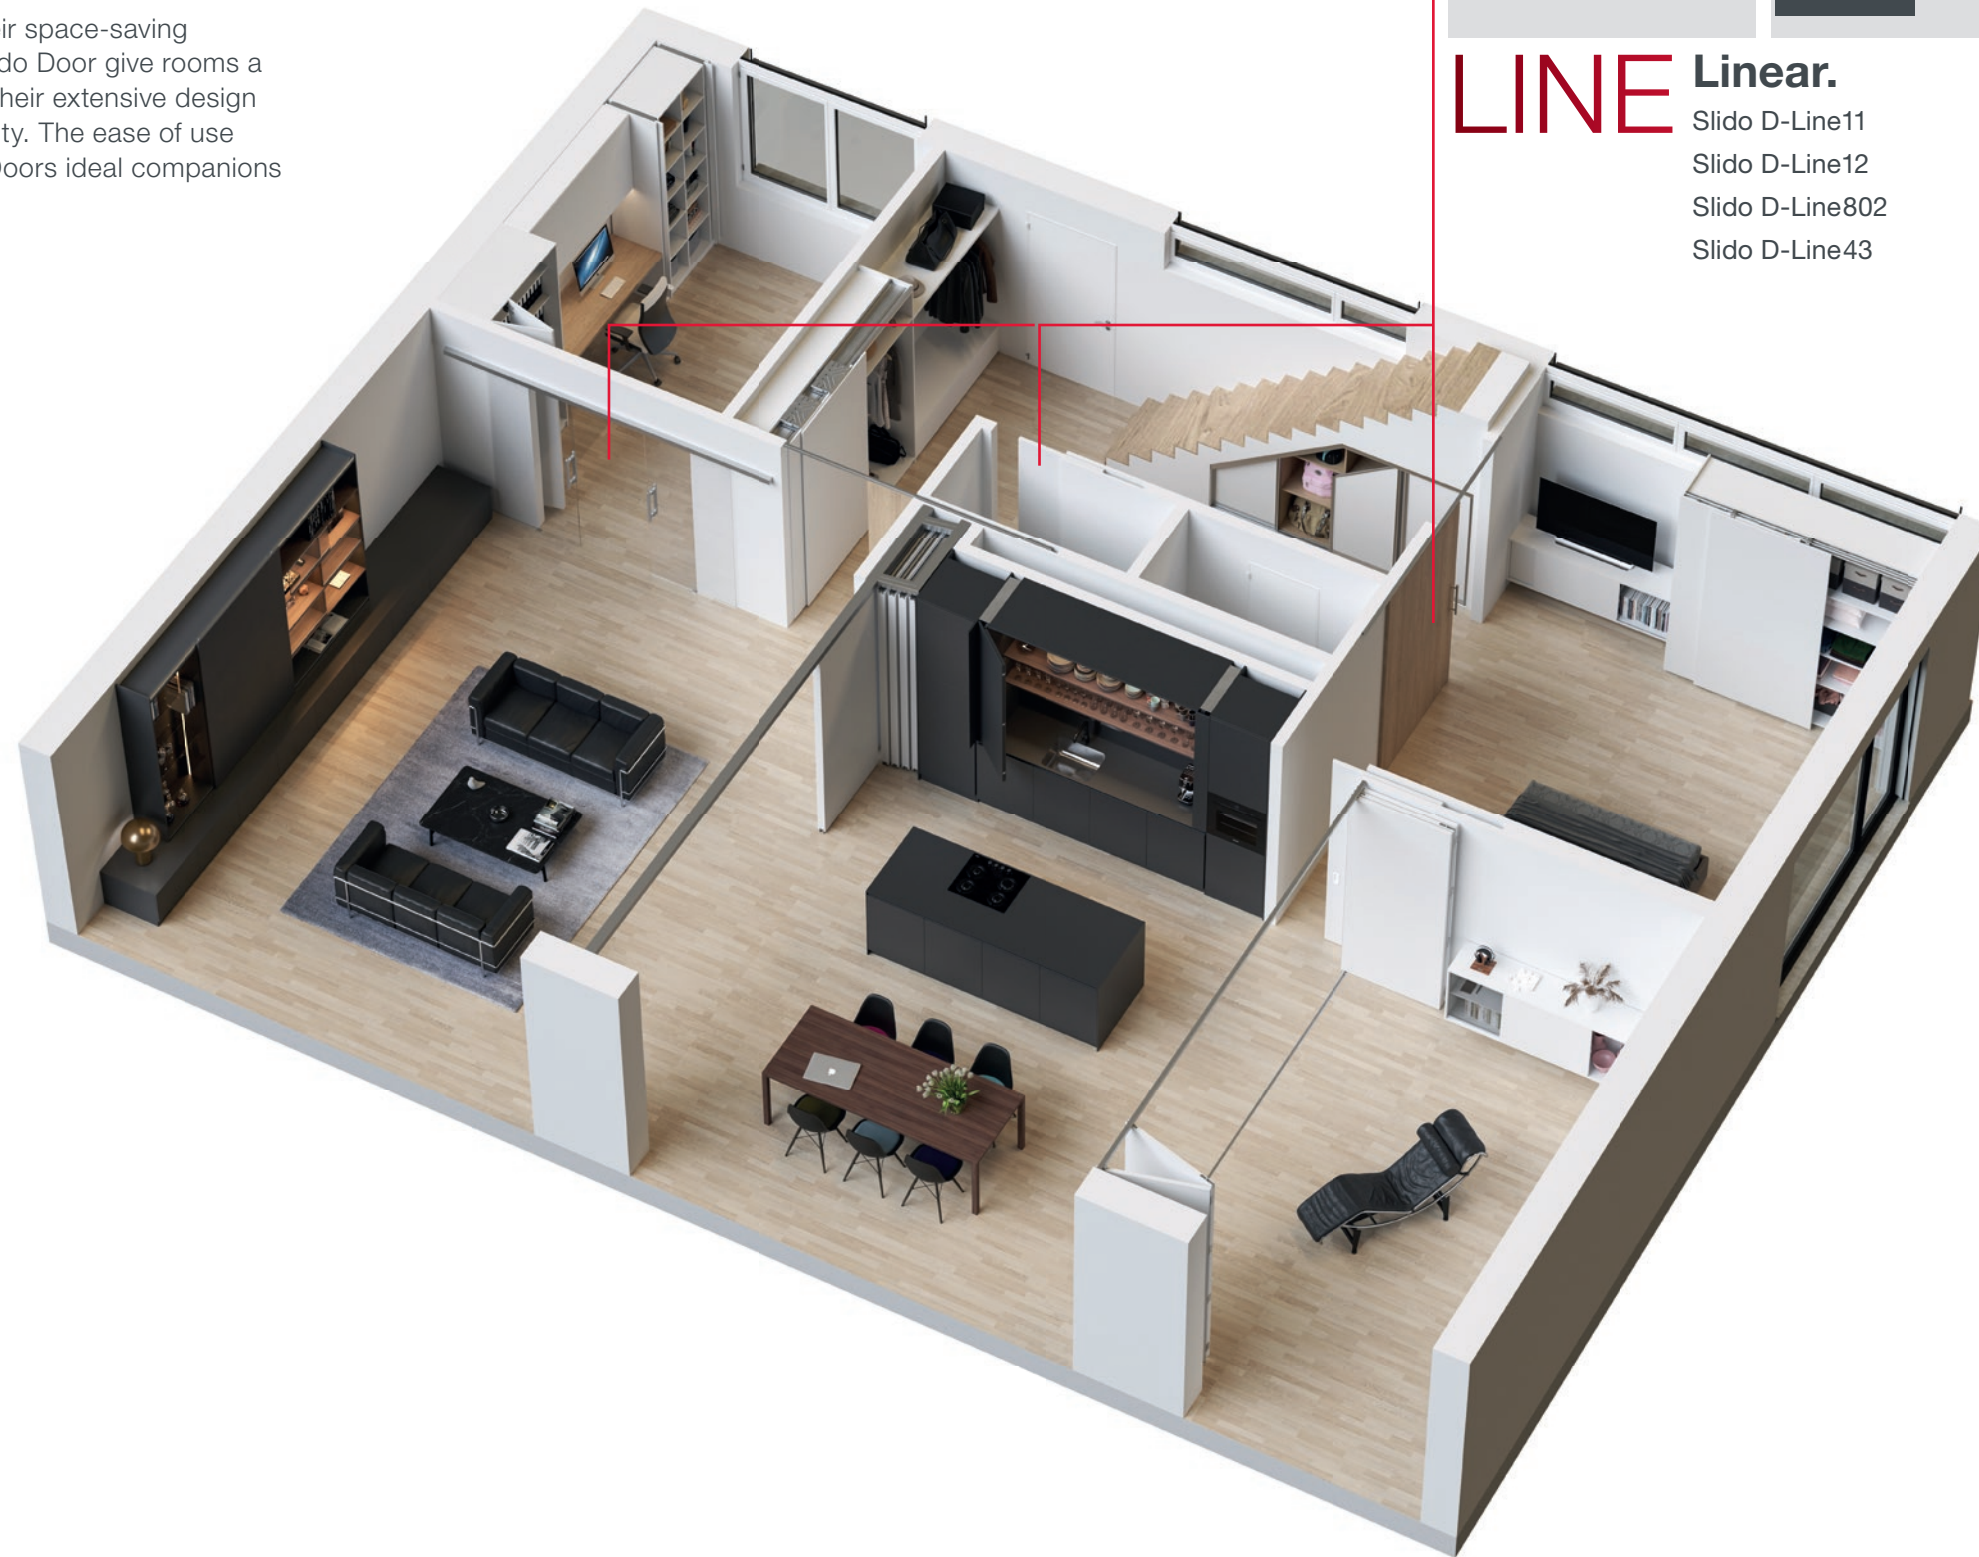 ir space-saving
do Door give rooms a
heir extensive design
ty. The ease of use
Doors ideal companions
LINE
Linear.
Slido D-Line11
Slido D-Line12
Slido D-Line802
Slido D-Line43